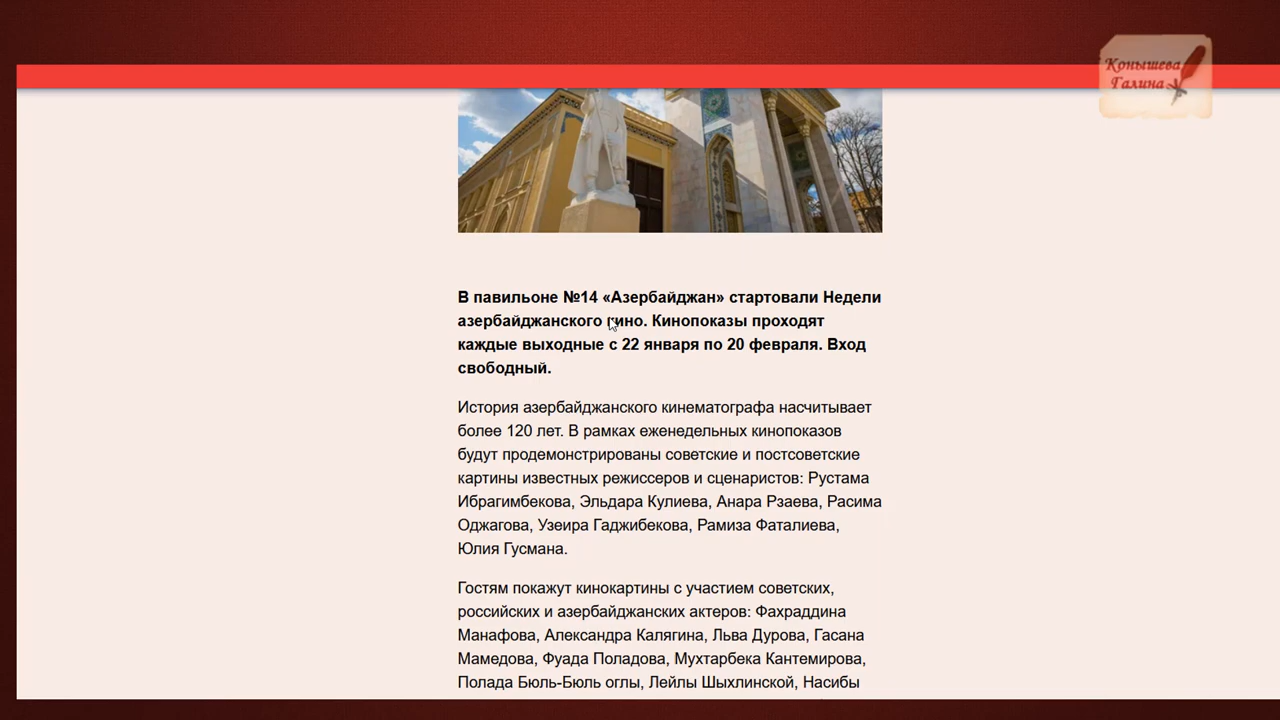 Конышева
Галина
В павильоне №14 «Азербайджан» стартовали Недели
азербайджанского кино. Кинопоказы проходят
каждые выходные с 22 января по 20 февраля. Вход
свободный.
История азербайджанского кинематографа насчитывает
более 120 лет. В рамках еженедельных кинопоказов
будут продемонстрированы советские и постсоветские
картины известных режиссеров и сценаристов: Рустама
Ибрагимбекова, Эльдара Кулиева, Анара Рзаева, Расима
Оджагова, Узеира Гаджибекова, Рамиза Фаталиева,
Юлия Гусмана.
Гостям покажут кинокартины с участием советских,
российских и азербайджанских актеров: Фахраддина
Манафова, Александра Калягина, Льва Дурова, Гасана
Мамедова, Фуада Поладова, Мухтарбека Кантемирова,
Полада Бюль-Бюль оглы, Лейлы Шыхлинской, Насибы